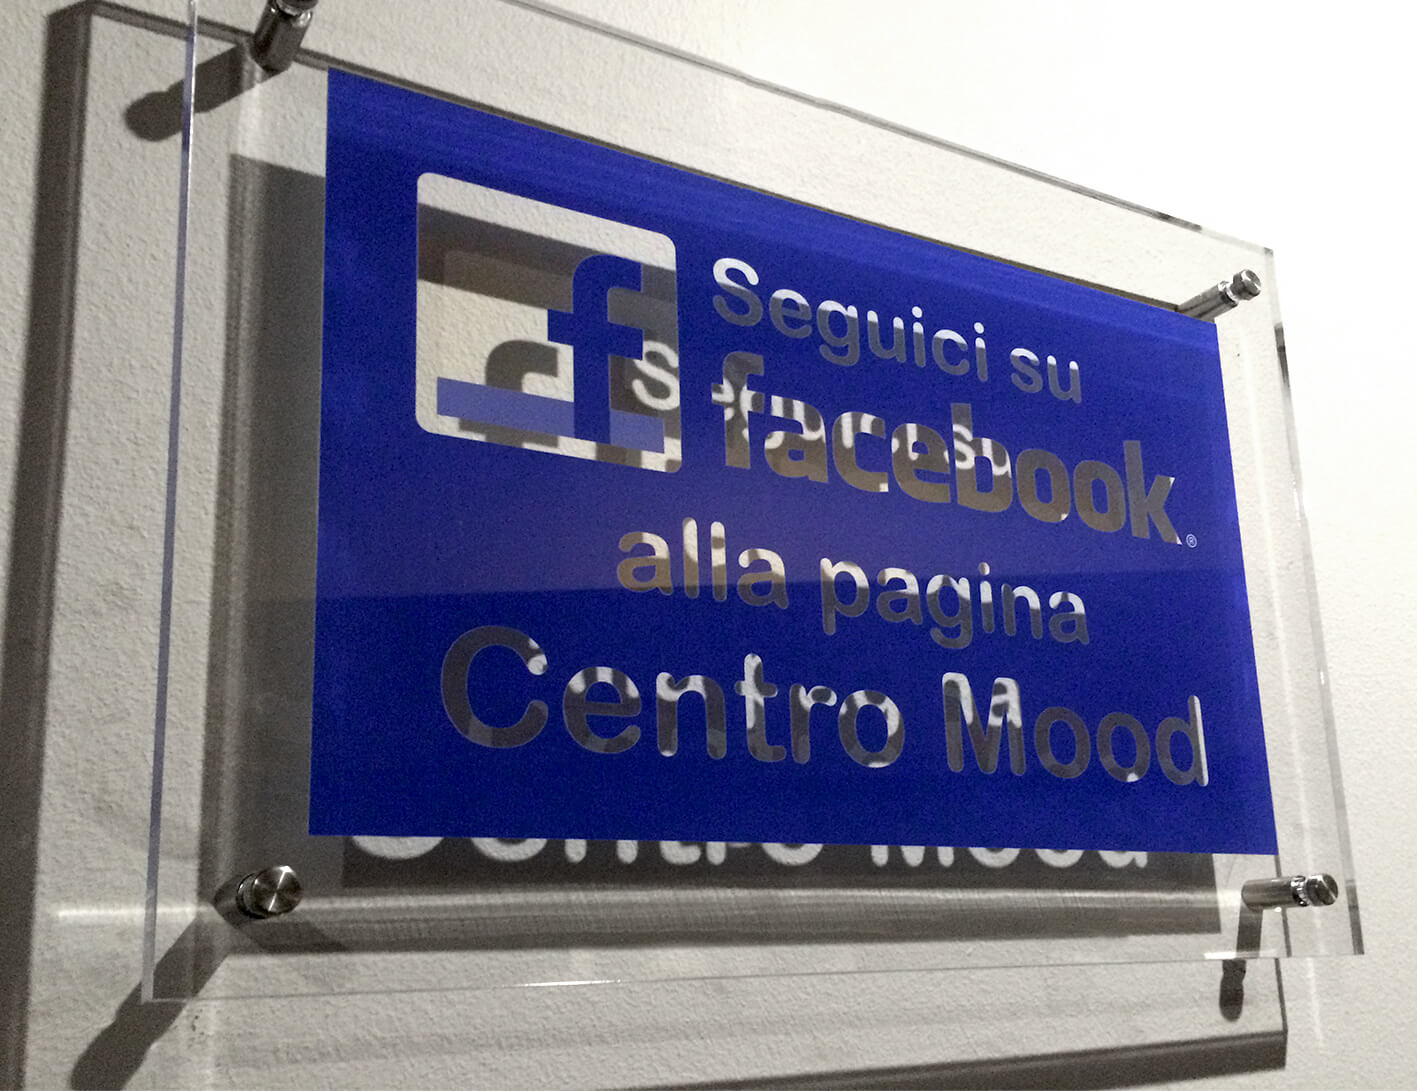 f Seguici su
facebook®
alla pagina
Centro Mood